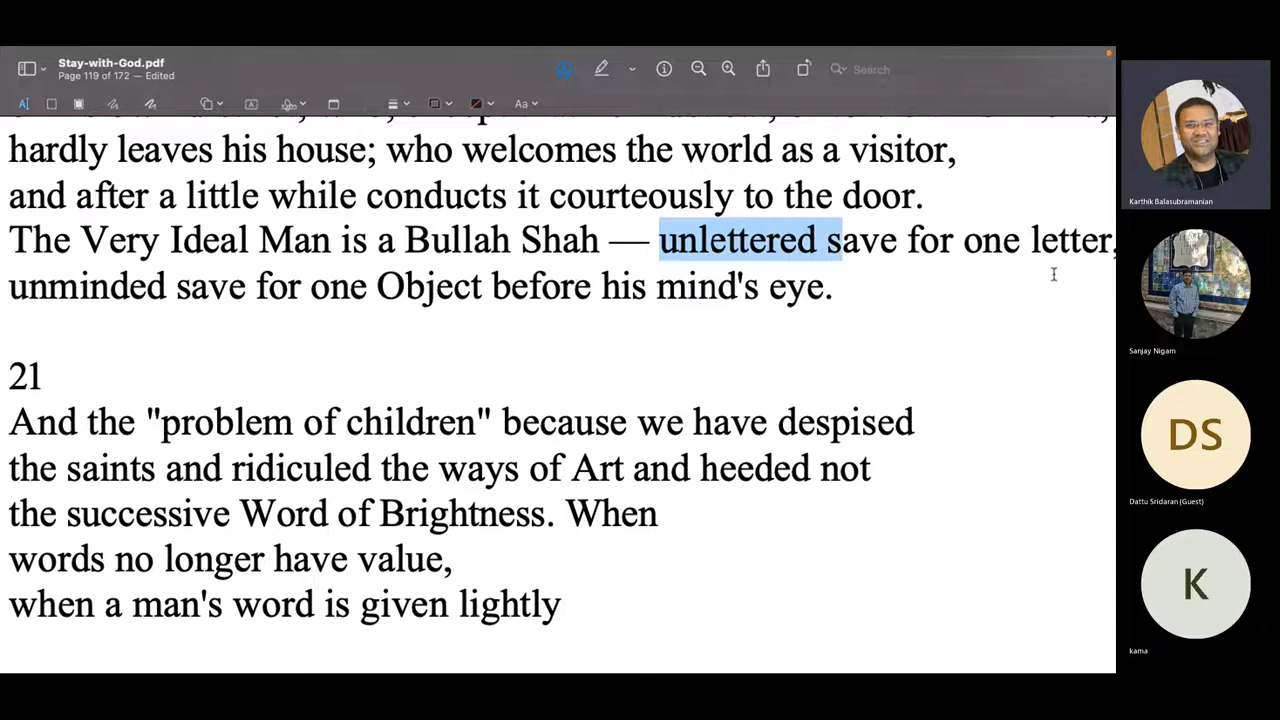 Stay-with-God.pdf
Page 119 of 172 — Edited
Search
Aa
hardly leaves his house; who welcomes the world as a visitor,
and after a little while conducts it courteously to the door.
The Very Ideal Man is a Bullah Shah — unlettered save for one letter,
unminded save for one Object before his mind's eye.
21
And the "problem of children" because we have despised
the saints and ridiculed the ways of Art and heeded not
the successive Word of Brightness. When
words no longer have value,
when a man's word is given lightly
Karthik Balasubramanian
Sanjay Nigam
DS
Dattu Sridaran (Guest)
K
kama